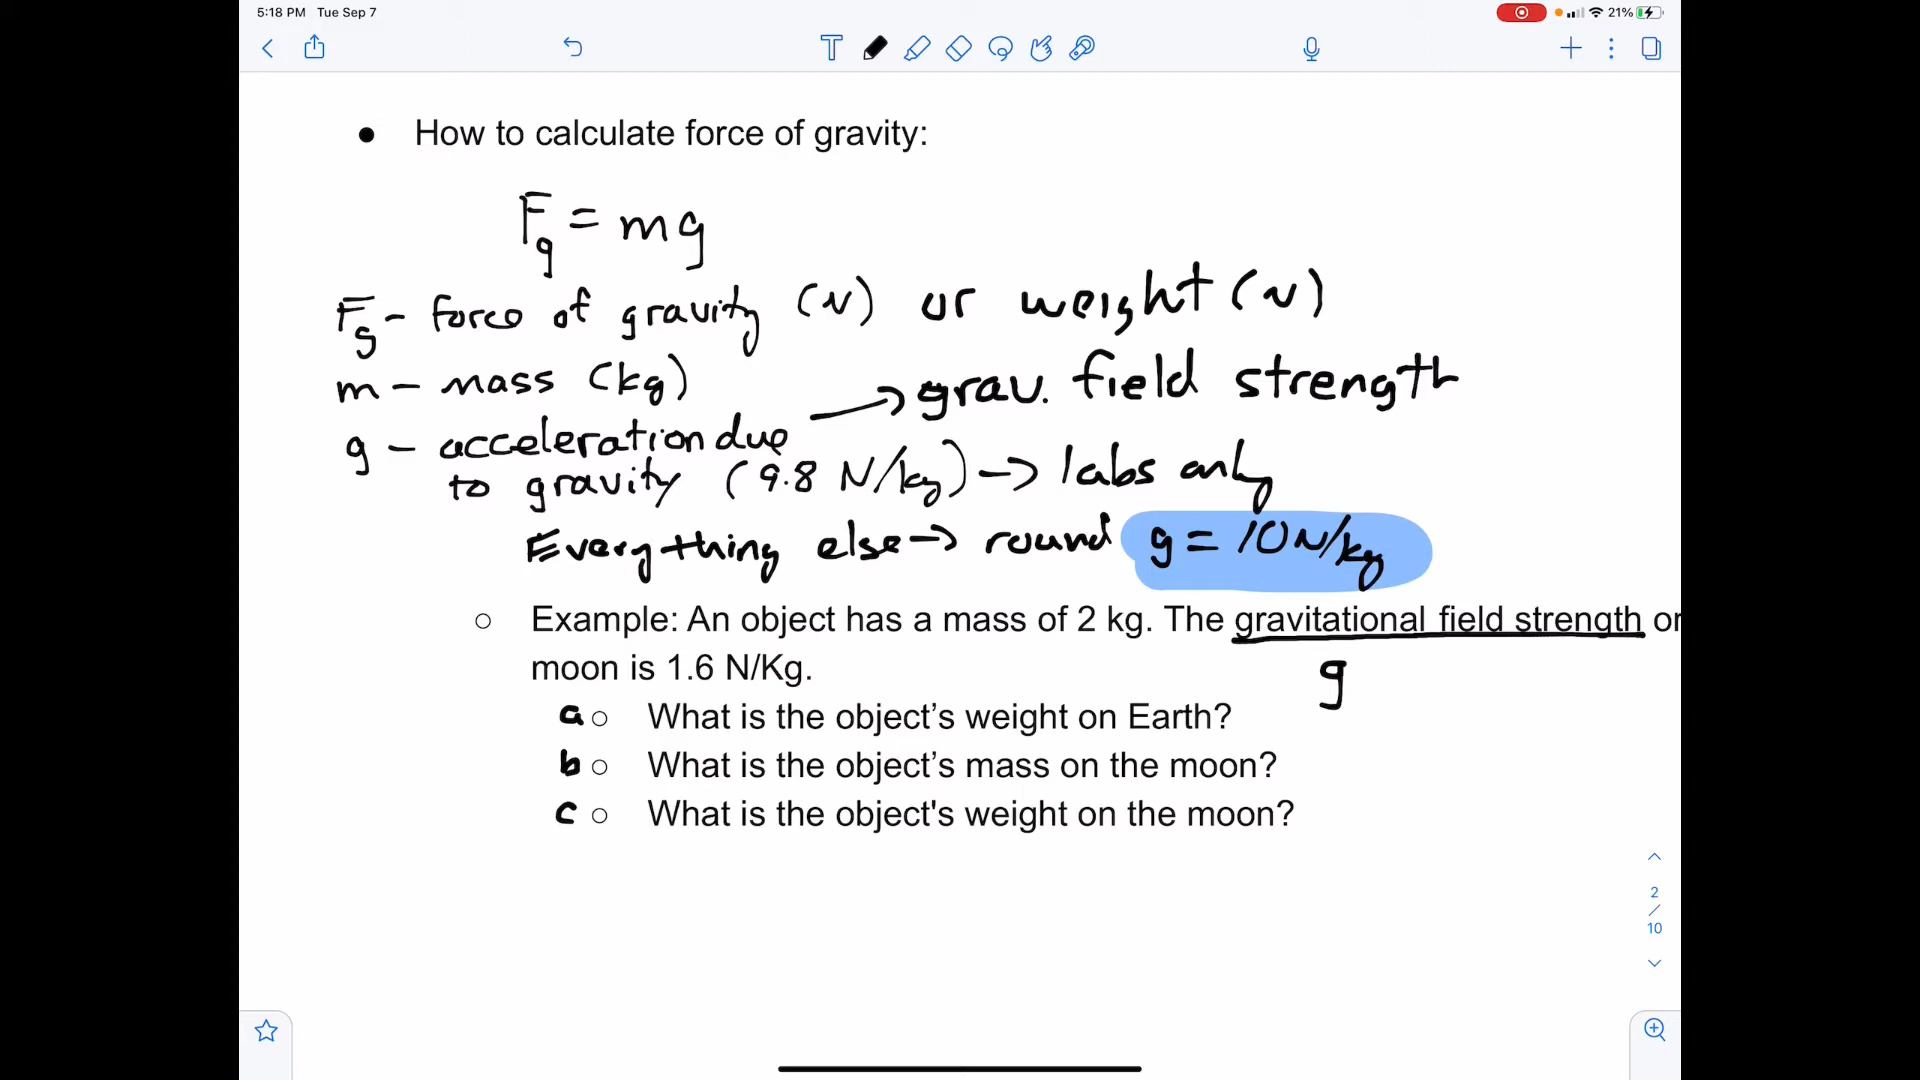 5:18 PM Tue Sep 7
21%
T
How to calculate force of gravity:
Fg = mg
Fg - force of gravity (N) or weight (N)
m - mass (kg)
→ grav. field strength
g - acceleration due
to gravity (9.8 N/kg) → labs only
Everything else → round g = 10 N/kg
Example: An object has a mass of 2 kg. The gravitational field strength
moon is 1.6 N/Kg.
g
a What is the object’s weight on Earth?
b What is the object’s mass on the moon?
c What is the object's weight on the moon?
2
/
10